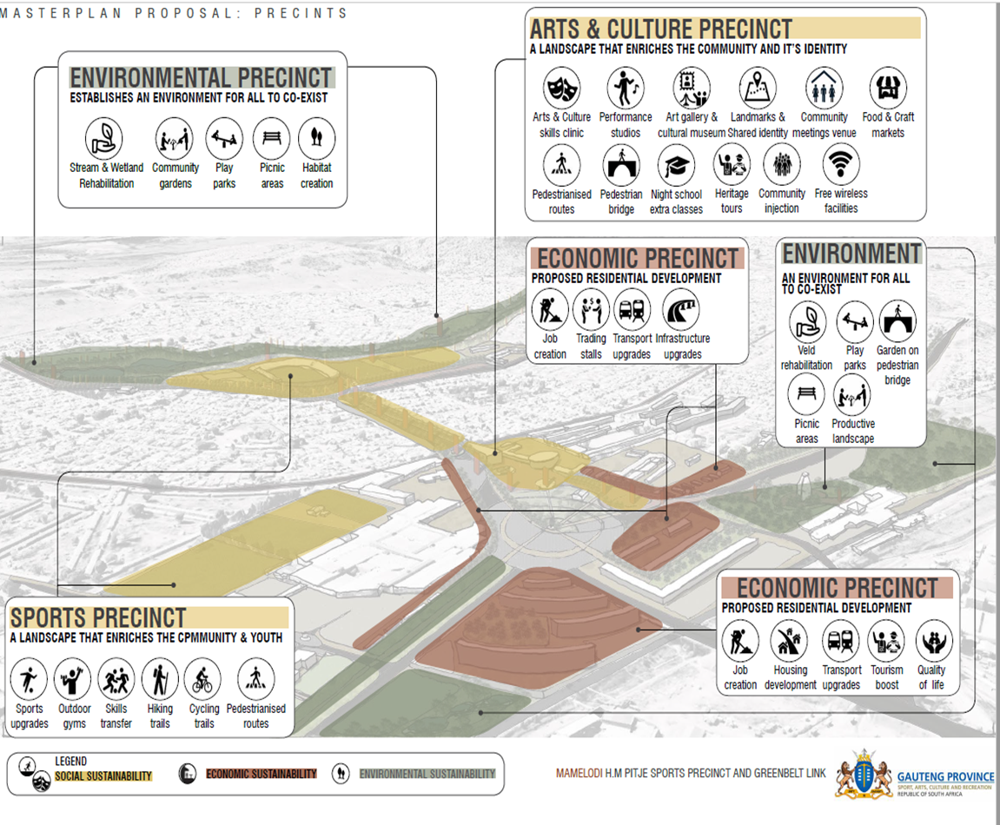 MASTERPLAN PROPOSAL: PRECINTS
ENVIRONMENTAL PRECINCT
ESTABLISHES AN ENVIRONMENT FOR ALL TO CO-EXIST
Stream & Wetland
Rehabilitation
Community
gardens
Play
parks
Picnic
areas
Habitat
creation
ARTS & CULTURE PRECINCT
A LANDSCAPE THAT ENRICHES THE COMMUNITY AND IT'S IDENTITY
Arts & Culture
skills clinic
Performance
studios
Art gallery &
cultural museum
Landmarks &
Shared identity
Community
meetings venue
Food & Craft
markets
Pedestrianised
routes
Pedestrian
bridge
Night school
extra classes
Heritage
tours
Community
injection
Free wireless
facilities
ECONOMIC PRECINCT
PROPOSED RESIDENTIAL DEVELOPMENT
Job
creation
Trading
stalls
Transport
upgrades
Infrastructure
upgrades
ENVIRONMENT
AN ENVIRONMENT FOR ALL
TO CO-EXIST
Veld
rehabilitation
Play
parks
Garden on
pedestrian
bridge
Picnic
areas
Productive
landscape
SPORTS PRECINCT
A LANDSCAPE THAT ENRICHES THE CPMMUNITY & YOUTH
Sports
upgrades
Outdoor
gyms
Skills
transfer
Hiking
trails
Cycling
trails
Pedestrianised
routes
ECONOMIC PRECINCT
PROPOSED RESIDENTIAL DEVELOPMENT
Job
creation
Housing
development
Transport
upgrades
Tourism
boost
Quality
of life
LEGEND
SOCIAL SUSTAINABILITY
ECONOMIC SUSTAINABILITY
ENVIRONMENTAL SUSTAINABILITY
MAMELODI H.M PITJE SPORTS PRECINCT AND GREENBELT LINK
GAUTENG PROVINCE
SPORT, ARTS, CULTURE AND RECREATION
REPUBLIC OF SOUTH AFRICA